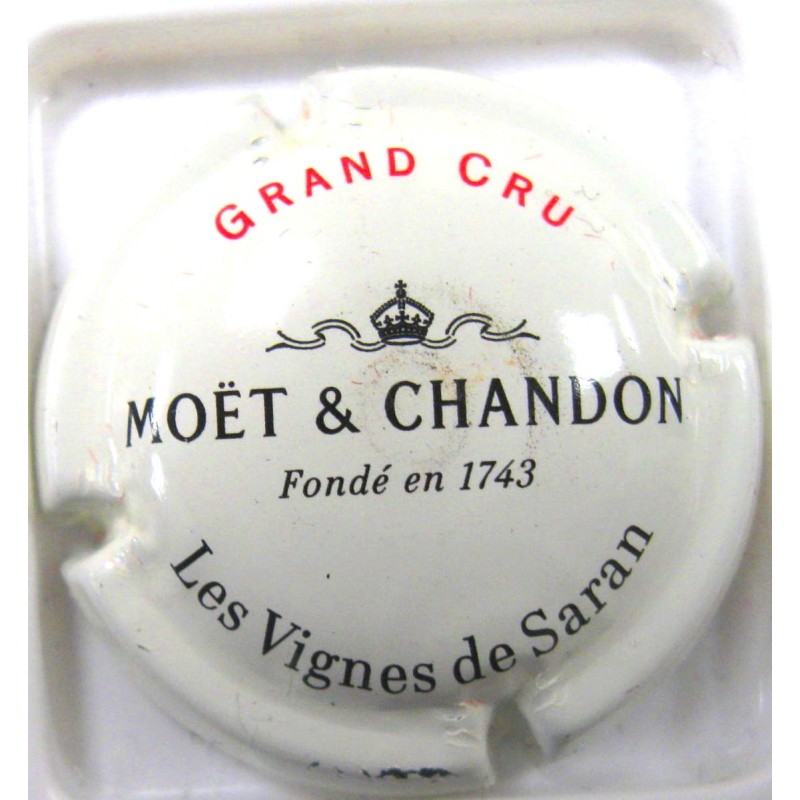 GRAND CRU
MOËT & CHANDON
Fondé en 1743
Les Vignes de Saran